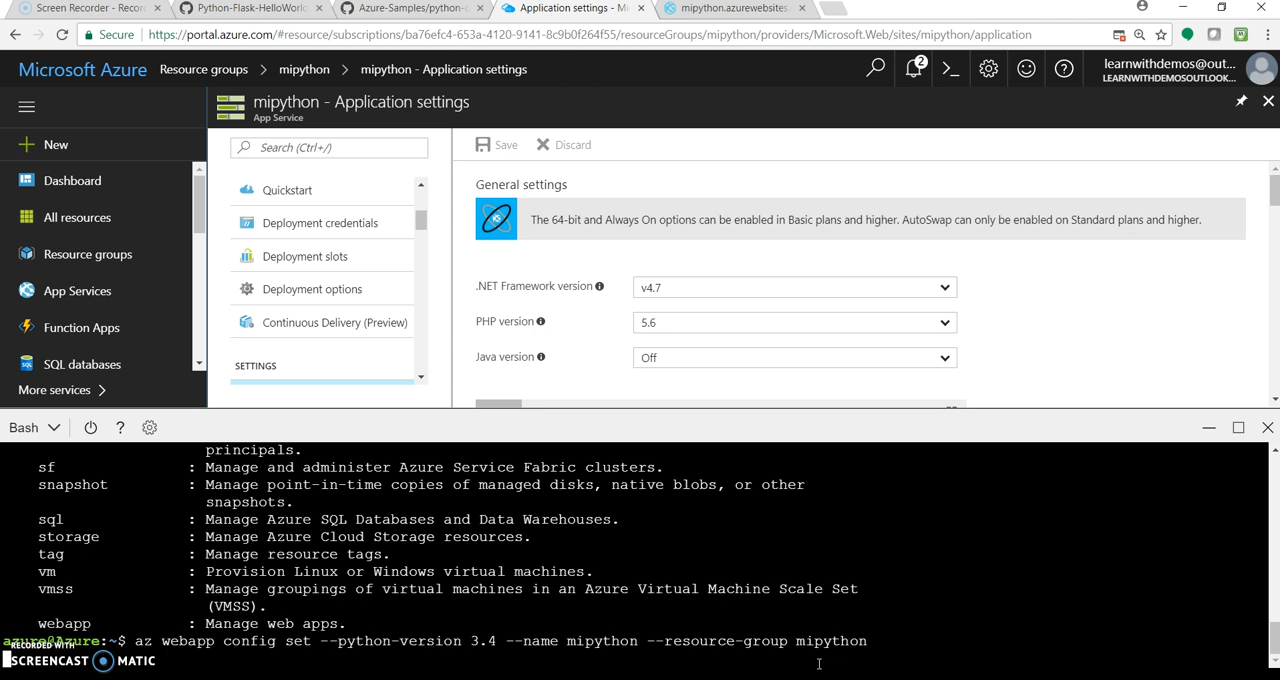 Screen Recorder - Recor
Python-Flask-HelloWorld
Azure-Samples/python-
Application settings - Mi
mipython.azurewebsites.
Secure
https://portal.azure.com/#resource/subscriptions/ba76efc4-653a-4120-9141-8c9b0f264f55/resourceGroups/mipython/providers/Microsoft.Web/sites/mipython/application
Microsoft Azure
Resource groups > mipython > mipython - Application settings
2
learnwithdemos@out...
LEARNWITHDEMOSOUTLOOK...
mipython - Application settings
App Service
New
Dashboard
All resources
Resource groups
App Services
Function Apps
SQL databases
More services
Search (Ctrl+/)
Quickstart
Deployment credentials
Deployment slots
Deployment options
Continuous Delivery (Preview)
SETTINGS
Save
Discard
General settings
The 64-bit and Always On options can be enabled in Basic plans and higher. AutoSwap can only be enabled on Standard plans and higher.
.NET Framework version
v4.7
PHP version
5.6
Java version
Off
Bash
principals.
sf : Manage and administer Azure Service Fabric clusters.
snapshot : Manage point-in-time copies of managed disks, native blobs, or other
snapshots.
sql : Manage Azure SQL Databases and Data Warehouses.
storage : Manage Azure Cloud Storage resources.
tag : Manage resource tags.
vm : Provision Linux or Windows virtual machines.
vmss : Manage groupings of virtual machines in an Azure Virtual Machine Scale Set
(VMSS).
webapp : Manage web apps.
azure@Azure:~$ az webapp config set --python-version 3.4 --name mipython --resource-group mipython
RECORDED WITH
SCREENCAST MATIC